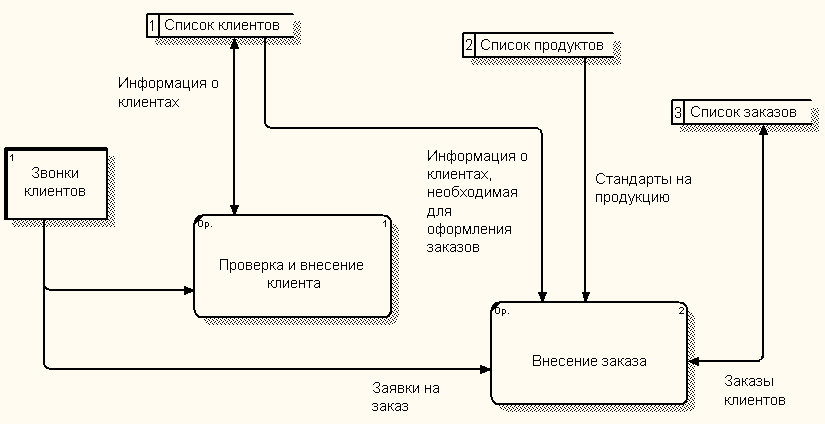 1 Список клиентов
2 Список продуктов
3 Список заказов
Информация о
клиентах
1
Звонки
клиентов
Информация о
клиентах,
необходимая
для
оформления
заказов
Стандарты на
продукцию
0р. 1
Проверка и внесение
клиента
0р. 2
Внесение заказа
Заявки на
заказ
Заказы
клиентов